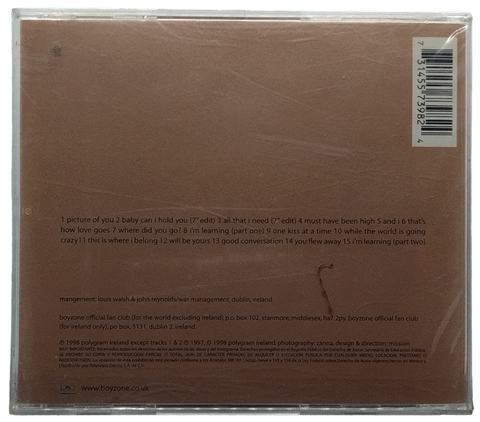 7 31455 73982 4
1 picture of you 2 baby can i hold you (7" edit) 3 all that i need (7" edit) 4 must have been high 5 and i 6 that's
how love goes 7 where did you go? 8 i'm learning (part one) 9 one kiss at a time 10 while the world is going
crazy11 this is where i belong 12 will be yours 13 good conversation 14 you flew away 15 i'm learning (part two)
mangement: louis walsh & john reynolds/war management, dublin, ireland
boyzone official fan club (for the world excluding ireland) p.o. box 102, stanmore, middlesex, ha7 2py. boyzone official fan club
(for ireland only), po box, 5131, dublin 2, ireland.
℗ 1998 polygram ireland except tracks 1 & 2 ℗ 1997. © 1998 polygram ireland. photography: zanna. design & direction: mission
www.boyzone.co.uk